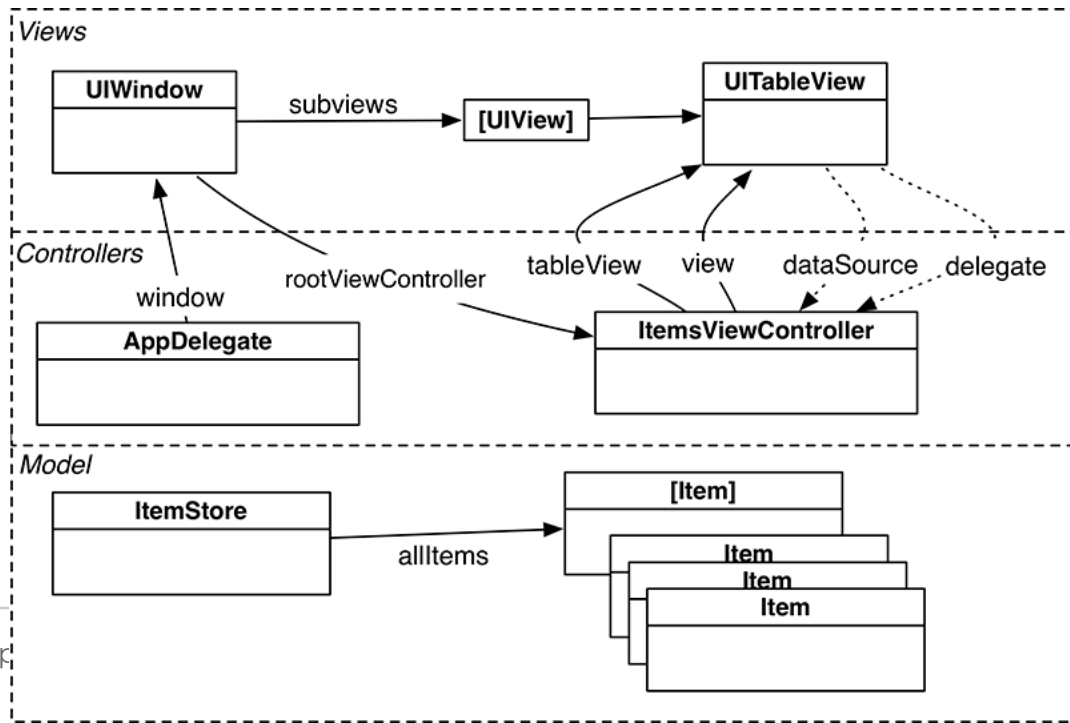 Views
UIWindow
subviews
[UIView]
UITableView
Controllers
rootViewController
tableView
view
dataSource
delegate
window
AppDelegate
ItemsViewController
Model
ItemStore
allItems
[Item]
Item
Item
Item